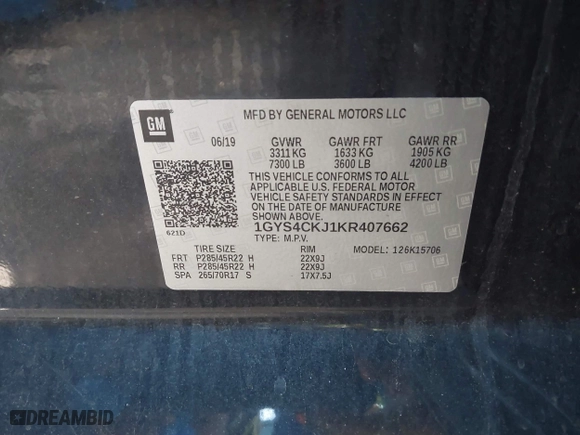 GM
MFD BY GENERAL MOTORS LLC
06/19 GVWR GAWR FRT GAWR RR
3311 KG 1633 KG 1905 KG
7300 LB 3600 LB 4200 LB
THIS VEHICLE CONFORMS TO ALL
APPLICABLE U.S. FEDERAL MOTOR
VEHICLE SAFETY STANDARDS IN EFFECT
ON THE DATE OF MANUFACTURE
SHOWN ABOVE.
1GYS4CKJ1KR407662
621D
TYPE: M.P.V. MODEL: 126K15706
TIRE SIZE RIM
FRT P285/45R22 H 22X9J
RR P285/45R22 H 22X9J
SPA 265/70R17 S 17X7.5J
DREAMBID